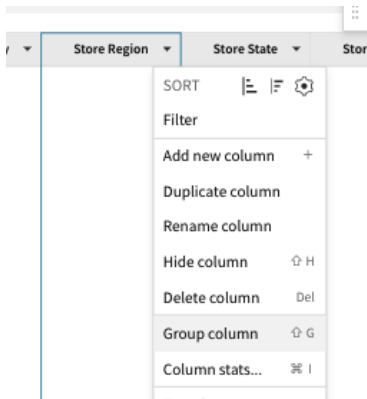 Store Region Store State Stor
SORT
Filter
Add new column +
Duplicate column
Rename column
Hide column ⇧ H
Delete column Del
Group column ⇧ G
Column stats... ⌘ I